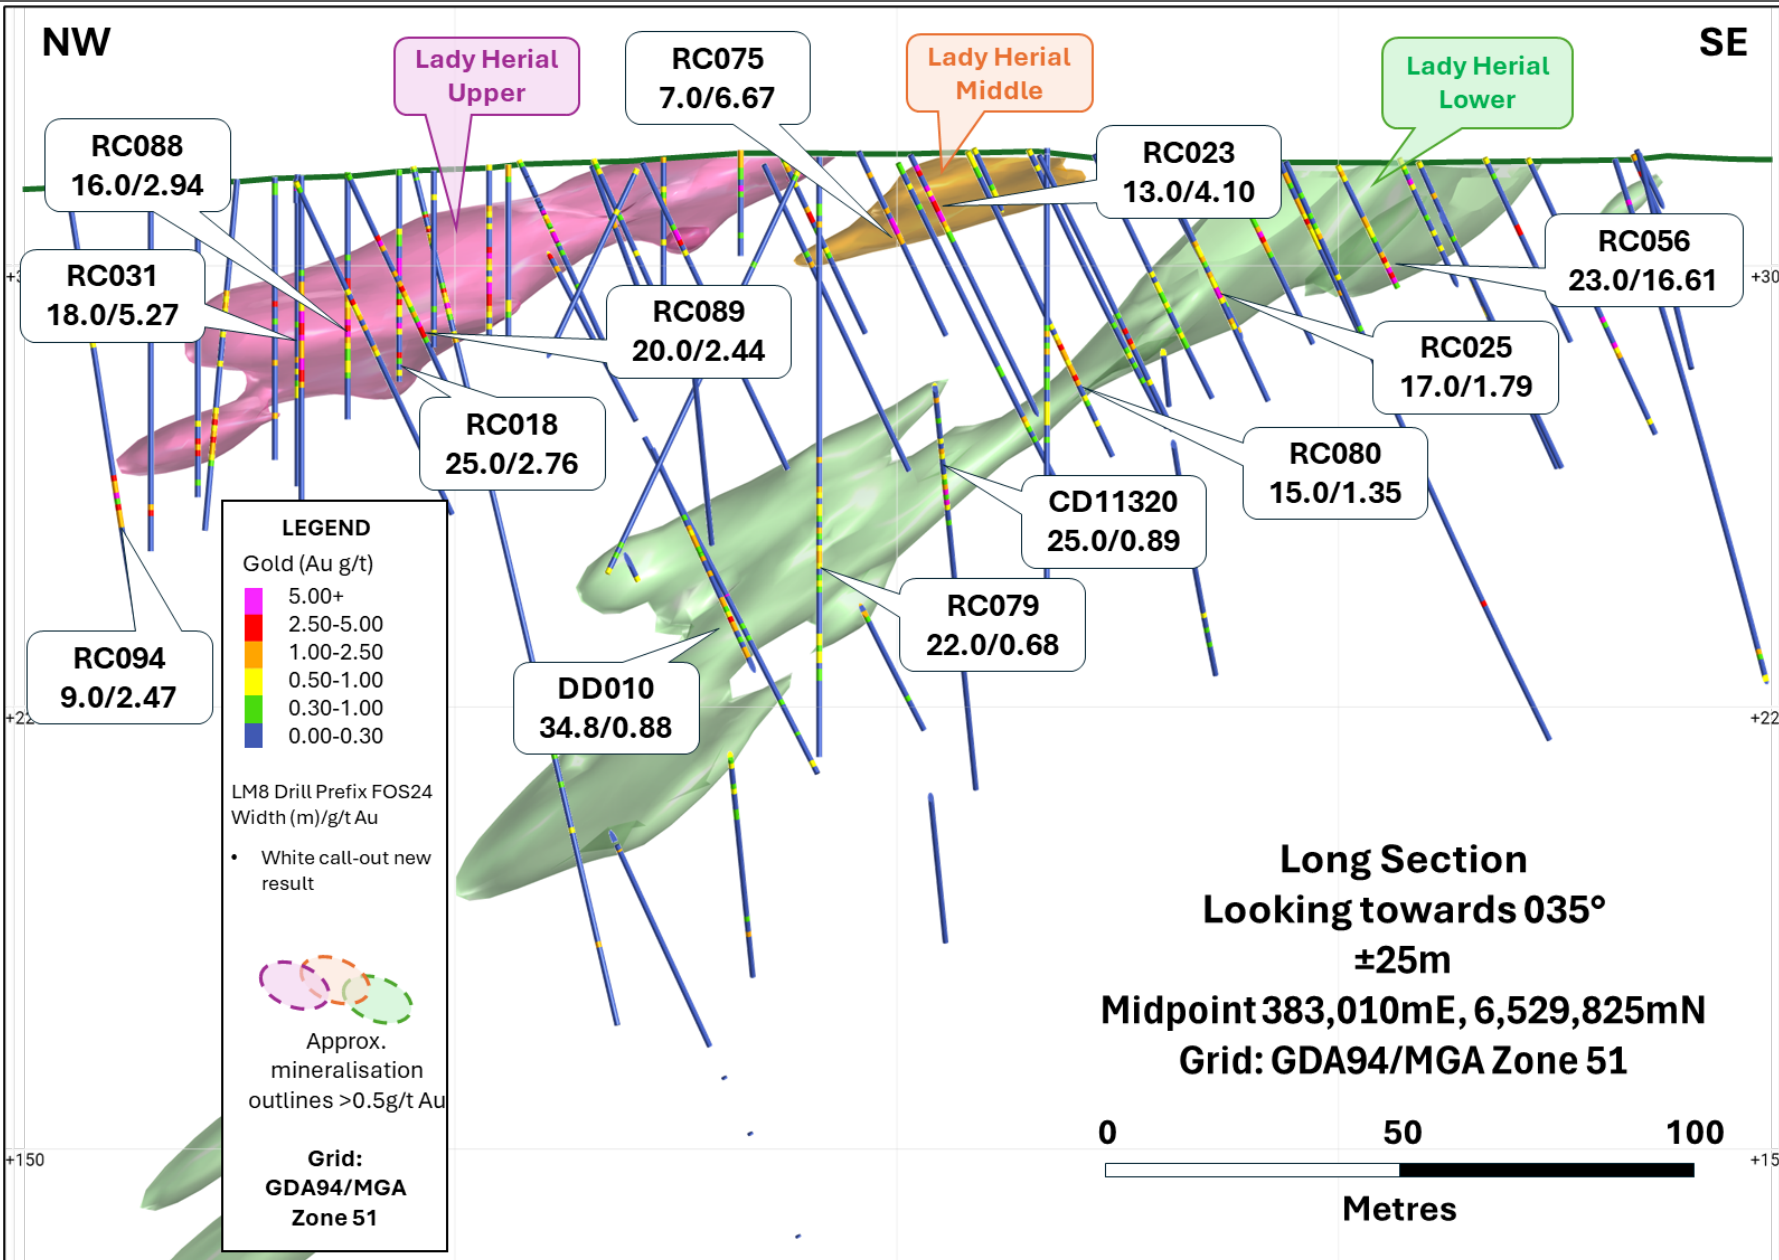 NW
SE
Lady Herial
Upper
RC075
7.0/6.67
Lady Herial
Middle
Lady Herial
Lower
RC088
16.0/2.94
RC023
13.0/4.10
RC031
18.0/5.27
RC056
23.0/16.61
RC089
20.0/2.44
RC025
17.0/1.79
RC018
25.0/2.76
RC080
15.0/1.35
CD11320
25.0/0.89
RC079
22.0/0.68
RC094
9.0/2.47
DD010
34.8/0.88
+30
+22
+22
+150
+15
LEGEND
Gold (Au g/t)
5.00+
2.50-5.00
1.00-2.50
0.50-1.00
0.30-1.00
0.00-0.30
LM8 Drill Prefix FOS24
Width (m)/g/t Au
• White call-out new
result
Approx.
mineralisation
outlines >0.5g/t Au
Grid:
GDA94/MGA
Zone 51
Long Section
Looking towards 035°
±25m
Midpoint 383,010mE, 6,529,825mN
Grid: GDA94/MGA Zone 51
0 50 100
Metres